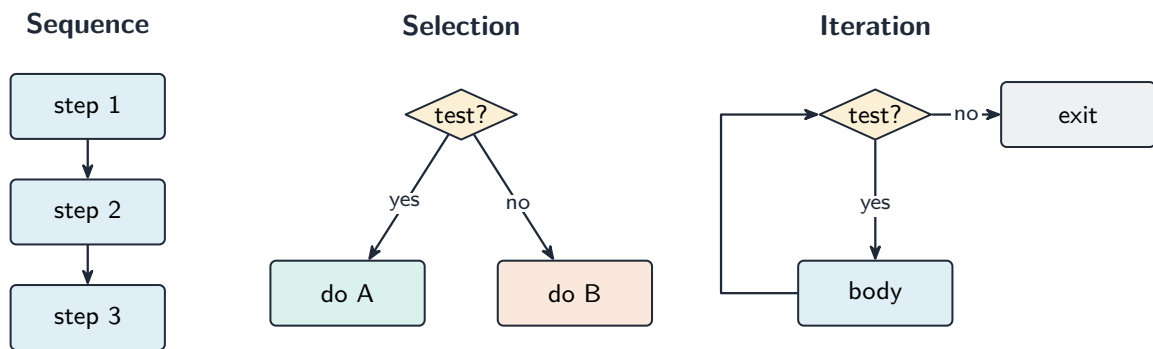 Sequence
step 1
step 2
step 3
Selection
test?
yes
no
do A
do B
Iteration
test?
no
exit
yes
body